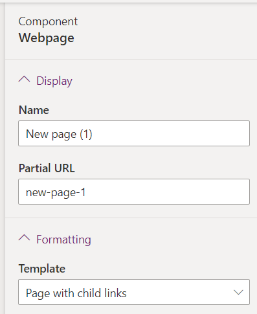 Component
Webpage
Display
Name
New page (1)
Partial URL
new-page-1
Formatting
Template
Page with child links